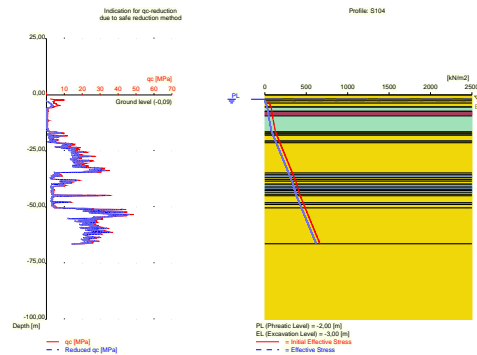 Indication for qc-reduction
due to safe reduction method
Profile: S104
25,00
qc [MPa]
10 20 30 40 50 60 70
0,00
Ground level (-0,09)
-25,00
-50,00
-75,00
-100,00
Depth [m]
qc [MPa]
Reduced qc [MPa]
[kN/m2]
0 500 1000 1500 2000 2500
PL
PL (Phreatic Level) = -2,00 [m]
EL (Excavation Level) = -3,00 [m]
= Initial Effective Stress
= Effective Stress